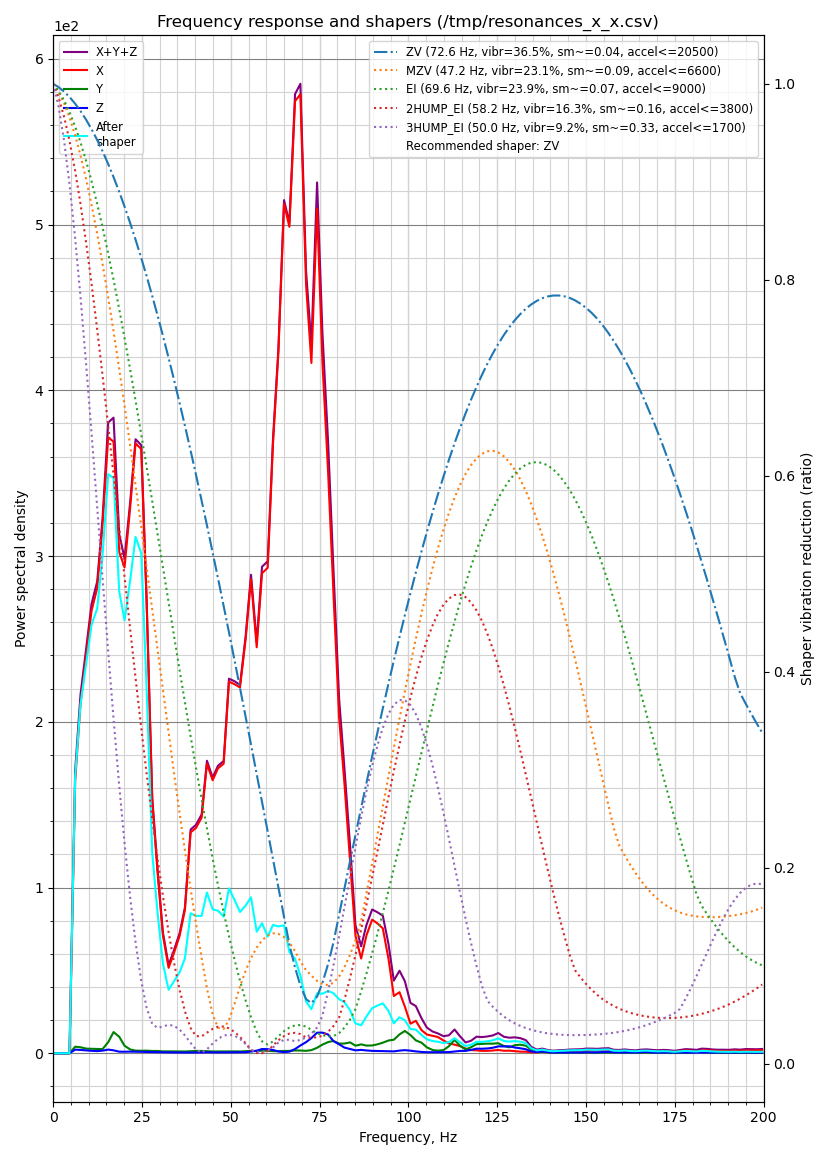 Frequency response and shapers (/tmp/resonances_x_x.csv)
1e2
X+Y+Z
X
Y
Z
After
shaper
ZV (72.6 Hz, vibr=36.5%, sm~=0.04, accel<=20500)
MZV (47.2 Hz, vibr=23.1%, sm~=0.09, accel<=6600)
EI (69.6 Hz, vibr=23.9%, sm~=0.07, accel<=9000)
2HUMP_EI (58.2 Hz, vibr=16.3%, sm~=0.16, accel<=3800)
3HUMP_EI (50.0 Hz, vibr=9.2%, sm~=0.33, accel<=1700)
Recommended shaper: ZV
Power spectral density
6
5
4
3
2
1
0
1.0
0.8
0.6
0.4
0.2
0.0
Shaper vibration reduction (ratio)
0 25 50 75 100 125 150 175 200
Frequency, Hz